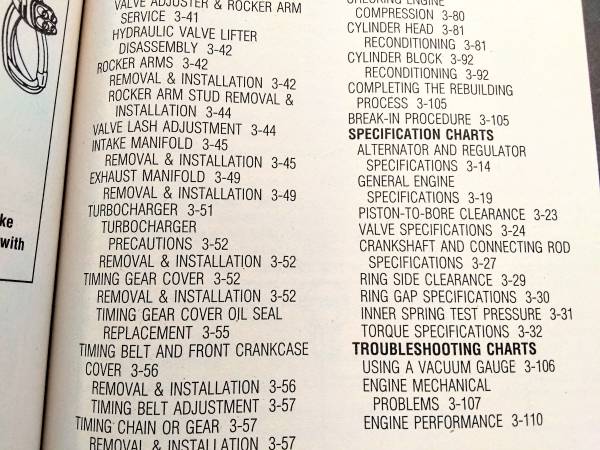 ke
with
VALVE ADJUSTER & ROCKER ARM
SERVICE 3-41
HYDRAULIC VALVE LIFTER
DISASSEMBLY 3-42
ROCKER ARMS 3-42
REMOVAL & INSTALLATION 3-42
ROCKER ARM STUD REMOVAL &
INSTALLATION 3-44
VALVE LASH ADJUSTMENT 3-44
INTAKE MANIFOLD 3-45
REMOVAL & INSTALLATION 3-45
EXHAUST MANIFOLD 3-49
REMOVAL & INSTALLATION 3-49
TURBOCHARGER 3-51
TURBOCHARGER
PRECAUTIONS 3-52
REMOVAL & INSTALLATION 3-52
TIMING GEAR COVER 3-52
REMOVAL & INSTALLATION 3-52
TIMING GEAR COVER OIL SEAL
REPLACEMENT 3-55
TIMING BELT AND FRONT CRANKCASE
COVER 3-56
REMOVAL & INSTALLATION 3-56
TIMING BELT ADJUSTMENT 3-57
TIMING CHAIN OR GEAR 3-57
REMOVAL & INSTALLATION 3-57
CHECKING ENGINE
COMPRESSION 3-80
CYLINDER HEAD 3-81
RECONDITIONING 3-81
CYLINDER BLOCK 3-92
RECONDITIONING 3-92
COMPLETING THE REBUILDING
PROCESS 3-105
BREAK-IN PROCEDURE 3-105
SPECIFICATION CHARTS
ALTERNATOR AND REGULATOR
SPECIFICATIONS 3-14
GENERAL ENGINE
SPECIFICATIONS 3-19
PISTON-TO-BORE CLEARANCE 3-23
VALVE SPECIFICATIONS 3-24
CRANKSHAFT AND CONNECTING ROD
SPECIFICATIONS 3-27
RING SIDE CLEARANCE 3-29
RING GAP SPECIFICATIONS 3-30
INNER SPRING TEST PRESSURE 3-31
TORQUE SPECIFICATIONS 3-32
TROUBLESHOOTING CHARTS
USING A VACUUM GAUGE 3-106
ENGINE MECHANICAL
PROBLEMS 3-107
ENGINE PERFORMANCE 3-110